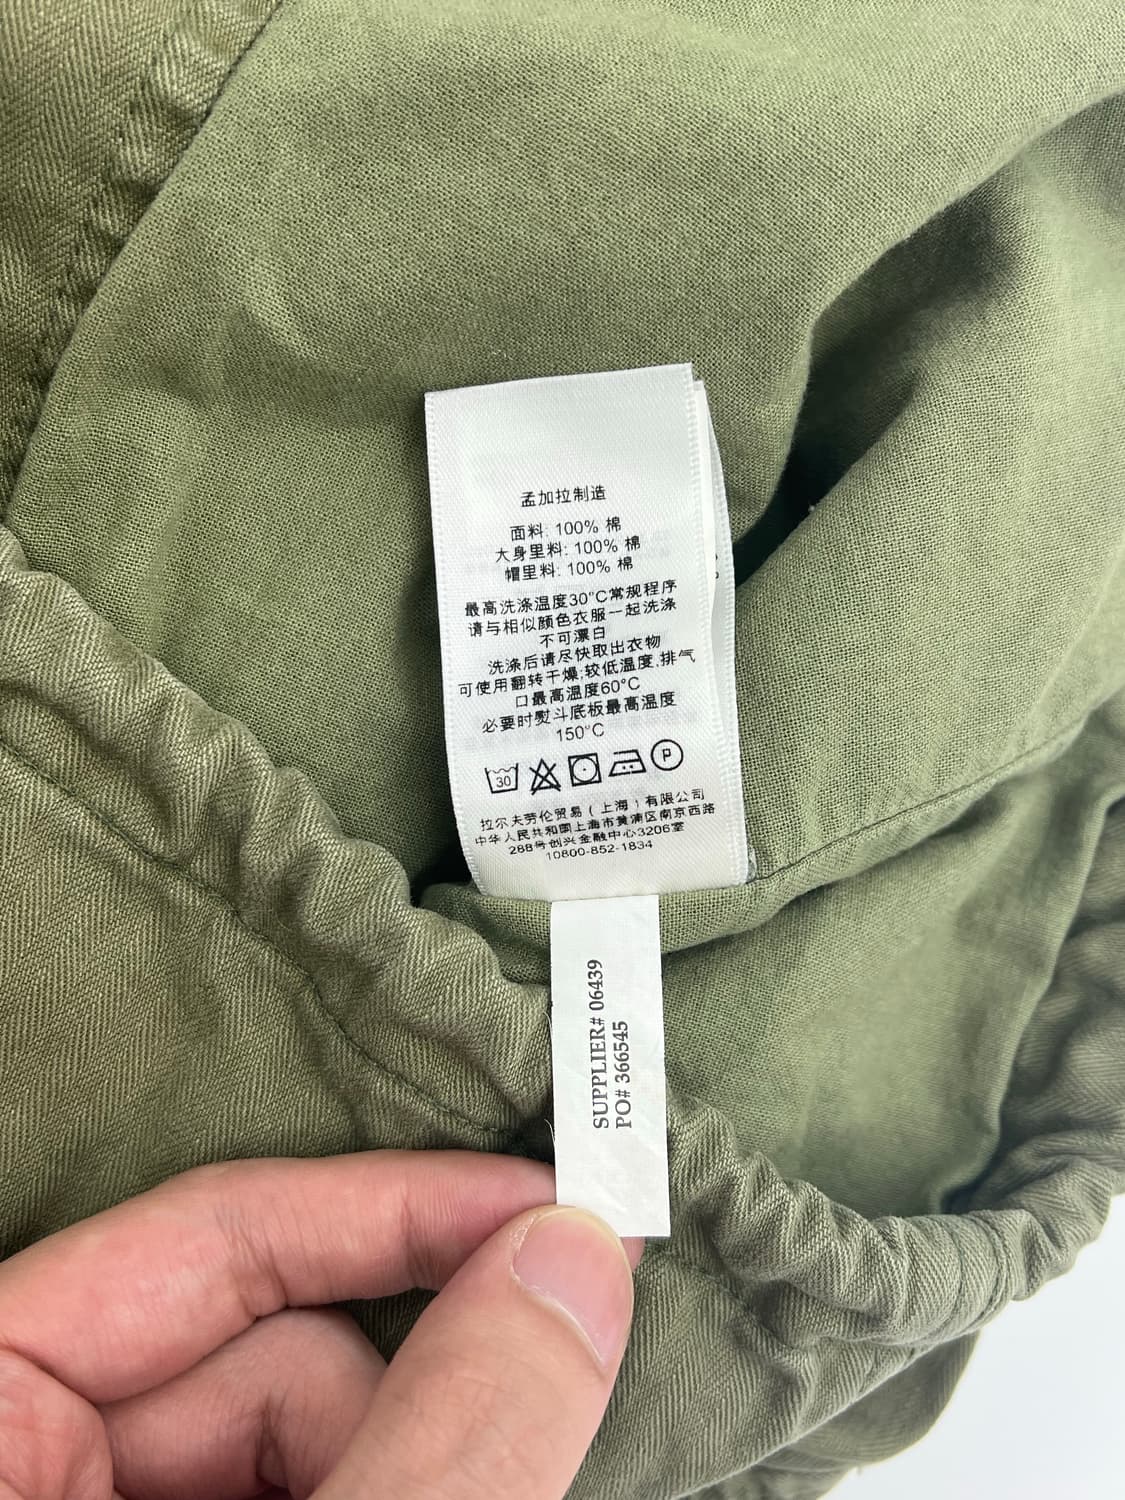 孟加拉制造
面料: 100% 棉
大身里料: 100% 棉
帽里料: 100% 棉
最高洗涤温度30°C常规程序
请与相似颜色衣服一起洗涤
不可漂白
洗涤后请尽快取出衣物
可使用翻转干燥;较低温度,排气
口最高温度60°C
必要时熨斗底板最高温度
150°C
30
P
拉尔夫劳伦贸易(上海)有限公司
中华人民共和国上海市黄浦区南京西路
288号创兴金融中心3206室
10800-852-1834
SUPPLIER# 06439
PO# 366545